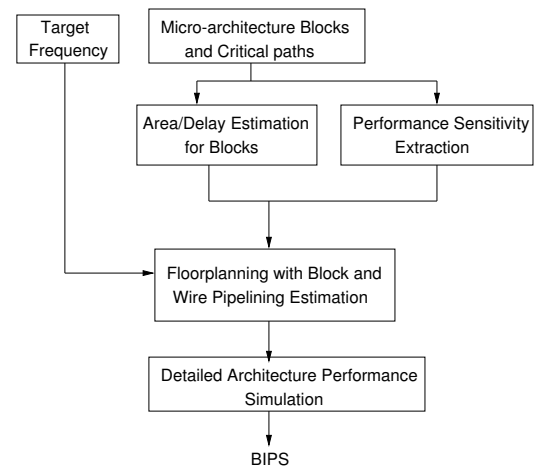 Target
Frequency
Micro-architecture Blocks
and Critical paths
Area/Delay Estimation
for Blocks
Performance Sensitivity
Extraction
Floorplanning with Block and
Wire Pipelining Estimation
Detailed Architecture Performance
Simulation
BIPS